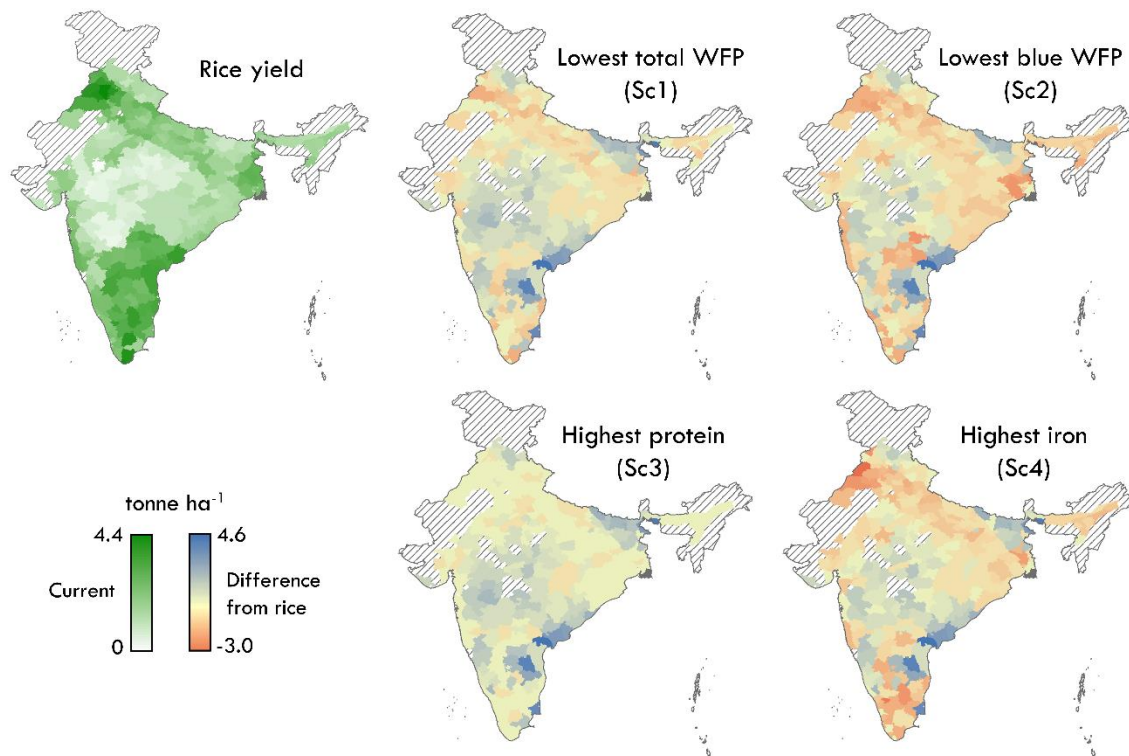 Rice yield
Lowest total WFP
(Sc1)
Lowest blue WFP
(Sc2)
Highest protein
(Sc3)
Highest iron
(Sc4)
tonne ha⁻¹
4.4
4.6
Current
Difference
from rice
0
-3.0